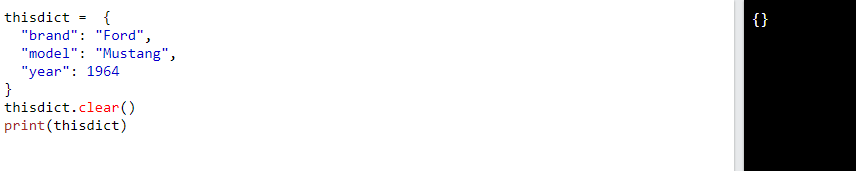 thisdict =  {
  "brand": "Ford",
  "model": "Mustang",
  "year": 1964
}
thisdict.clear()
print(thisdict)
{}